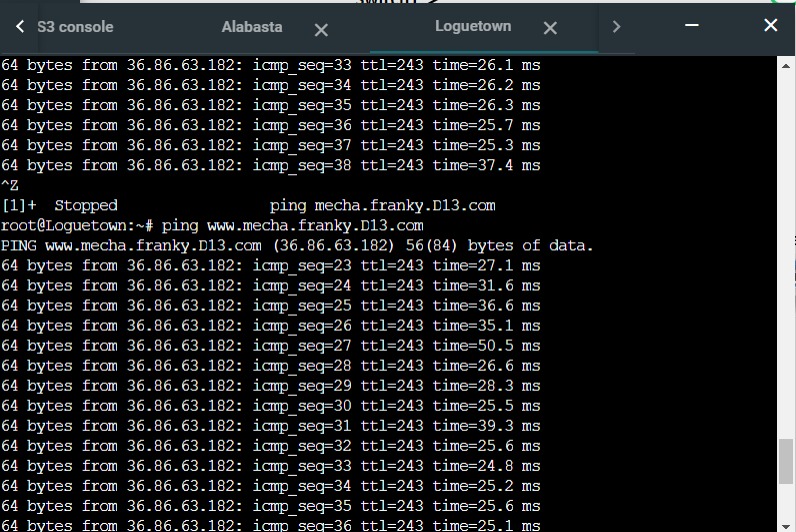 S3 console Alabasta Loguetown
64 bytes from 36.86.63.182: icmp_seq=33 ttl=243 time=26.1 ms
64 bytes from 36.86.63.182: icmp_seq=34 ttl=243 time=26.2 ms
64 bytes from 36.86.63.182: icmp_seq=35 ttl=243 time=26.3 ms
64 bytes from 36.86.63.182: icmp_seq=36 ttl=243 time=25.7 ms
64 bytes from 36.86.63.182: icmp_seq=37 ttl=243 time=25.3 ms
64 bytes from 36.86.63.182: icmp_seq=38 ttl=243 time=37.4 ms
^Z
[1]+  Stopped                 ping mecha.franky.D13.com
root@Loguetown:~# ping www.mecha.franky.D13.com
PING www.mecha.franky.D13.com (36.86.63.182) 56(84) bytes of data.
64 bytes from 36.86.63.182: icmp_seq=23 ttl=243 time=27.1 ms
64 bytes from 36.86.63.182: icmp_seq=24 ttl=243 time=31.6 ms
64 bytes from 36.86.63.182: icmp_seq=25 ttl=243 time=36.6 ms
64 bytes from 36.86.63.182: icmp_seq=26 ttl=243 time=35.1 ms
64 bytes from 36.86.63.182: icmp_seq=27 ttl=243 time=50.5 ms
64 bytes from 36.86.63.182: icmp_seq=28 ttl=243 time=26.6 ms
64 bytes from 36.86.63.182: icmp_seq=29 ttl=243 time=28.3 ms
64 bytes from 36.86.63.182: icmp_seq=30 ttl=243 time=25.5 ms
64 bytes from 36.86.63.182: icmp_seq=31 ttl=243 time=39.3 ms
64 bytes from 36.86.63.182: icmp_seq=32 ttl=243 time=25.6 ms
64 bytes from 36.86.63.182: icmp_seq=33 ttl=243 time=24.8 ms
64 bytes from 36.86.63.182: icmp_seq=34 ttl=243 time=25.2 ms
64 bytes from 36.86.63.182: icmp_seq=35 ttl=243 time=25.6 ms
64 bytes from 36.86.63.182: icmp_seq=36 ttl=243 time=25.1 ms